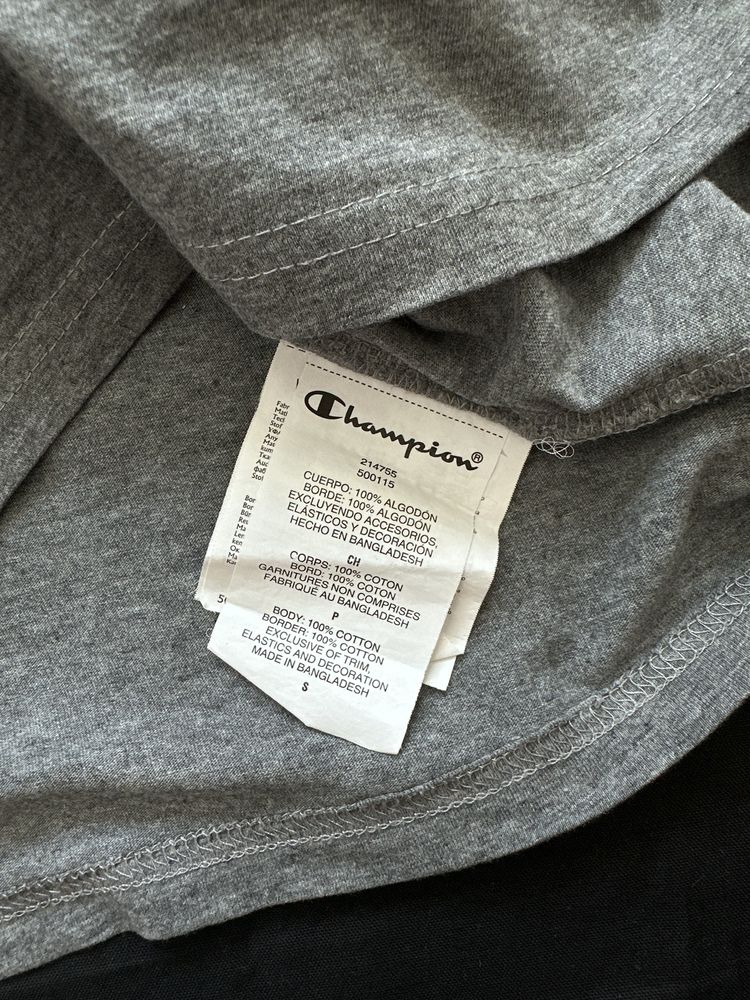 Champion®
214755
500115
CUERPO: 100% ALGODÓN
BORDE: 100% ALGODÓN
EXCLUYENDO ACCESORIOS,
ELÁSTICOS Y DECORACIÓN
HECHO EN BANGLADESH
CH
CORPS: 100% COTON
BORD: 100% COTON
GARNITURES NON COMPRISES
FABRIQUÉ AU BANGLADESH
P
BODY: 100% COTTON
BORDER: 100% COTTON
EXCLUSIVE OF TRIM,
ELASTICS AND DECORATION
MADE IN BANGLADESH
S